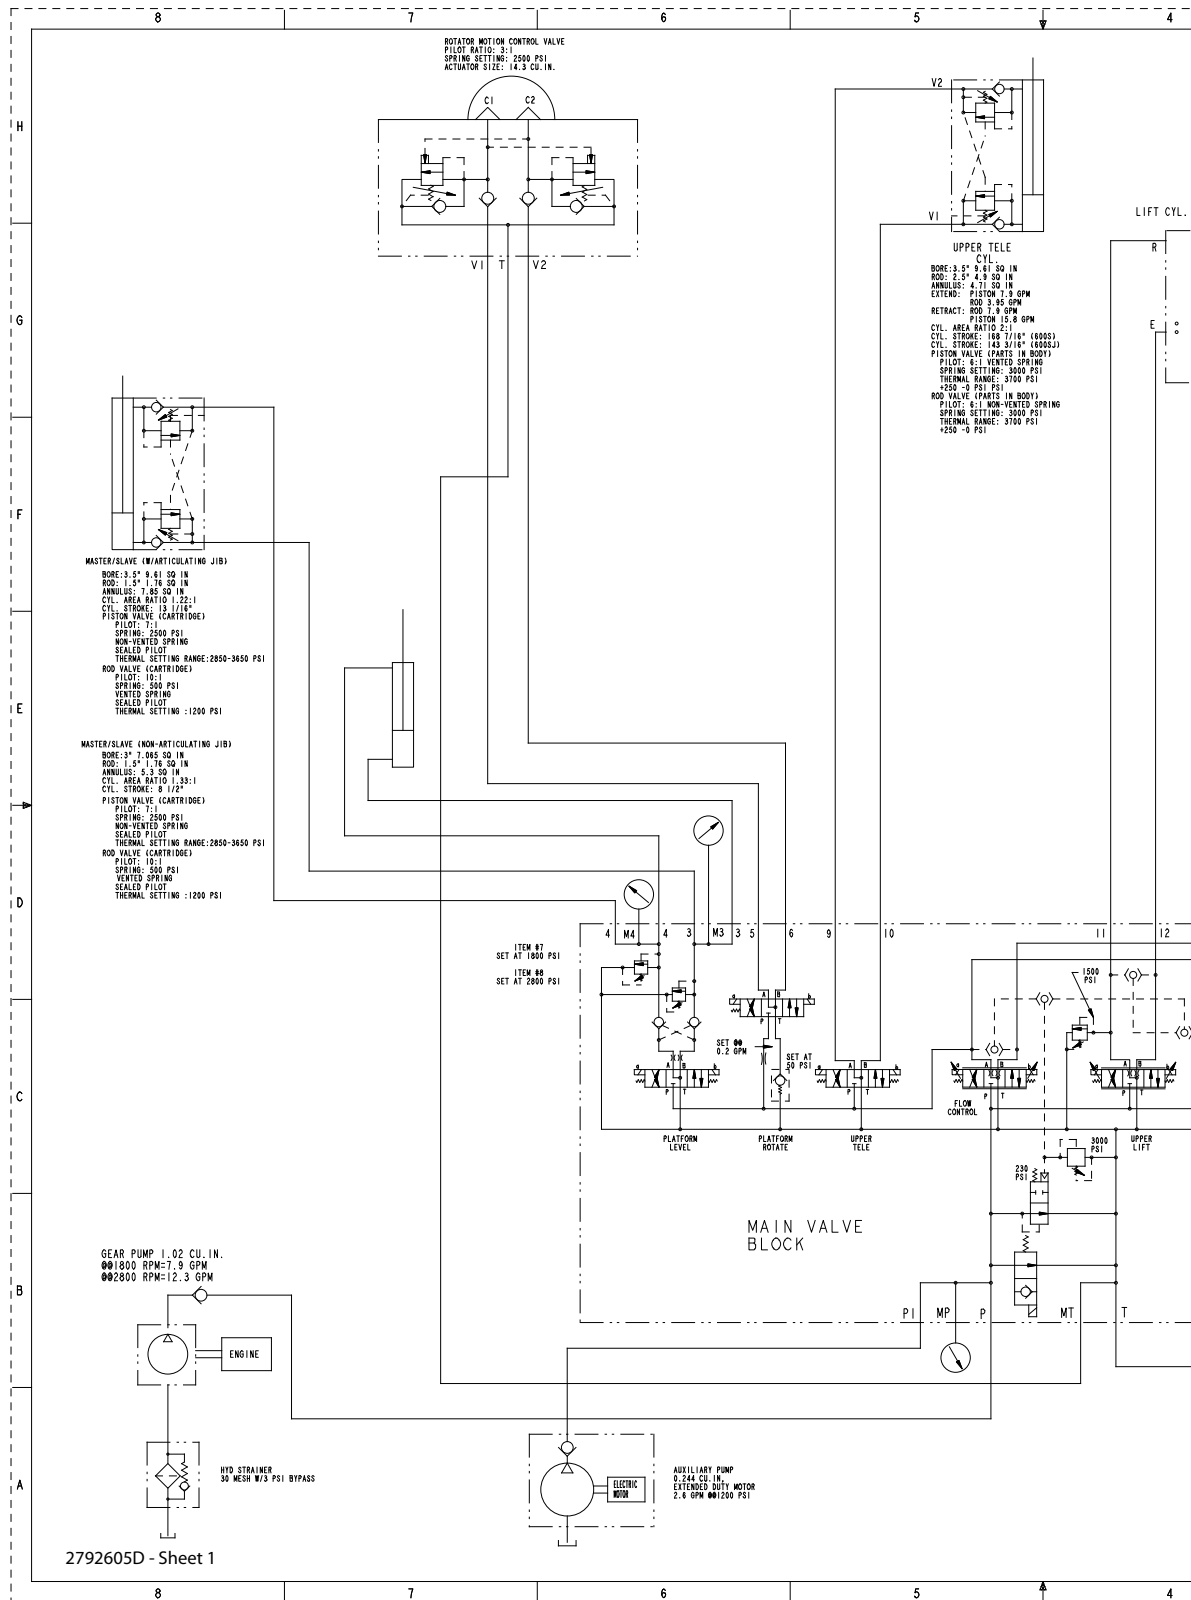 8 7 6 5 4
ROTATOR MOTION CONTROL VALVE
PILOT RATIO: 3:1
SPRING SETTING: 2500 PSI
ACTUATOR SIZE: 14.3 CU.IN.
C1 C2
V1 T V2
H
G
F
E
D
C
B
A
V2
V1
UPPER TELE
CYL.
BORE:3.5" 9.61 SQ IN
ROD: 2.5" 4.9 SQ IN
ANNULUS: 4.71 SQ IN
EXTEND: PISTON 7.9 GPM
ROD 3.95 GPM
RETRACT: ROD 7.9 GPM
PISTON 15.8 GPM
CYL. AREA RATIO 2:1
CYL. STROKE: 168 7/16" (600S)
CYL. STROKE: 143 3/16" (600SJ)
PISTON VALVE (PARTS IN BODY)
PILOT: 6:1 VENTED SPRING
SPRING SETTING: 3000 PSI
THERMAL RANGE: 3700 PSI
+250 -0 PSI PSI
ROD VALVE (PARTS IN BODY)
PILOT: 6:1 NON-VENTED SPRING
SPRING SETTING: 3000 PSI
THERMAL RANGE: 3700 PSI
+250 -0 PSI
LIFT CYL.
R
E
MASTER/SLAVE (W/ARTICULATING JIB)
BORE:3.5" 9.61 SQ IN
ROD: 1.5" 1.76 SQ IN
ANNULUS: 7.85 SQ IN
CYL. AREA RATIO 1.22:1
CYL. STROKE: 13 1/16"
PISTON VALVE (CARTRIDGE)
PILOT: 7:1
SPRING: 2500 PSI
NON-VENTED SPRING
SEALED PILOT
THERMAL SETTING RANGE:2850-3650 PSI
ROD VALVE (CARTRIDGE)
PILOT: 10:1
SPRING: 500 PSI
VENTED SPRING
SEALED PILOT
THERMAL SETTING :1200 PSI
MASTER/SLAVE (NON-ARTICULATING JIB)
BORE:3" 7.065 SQ IN
ROD: 1.5" 1.76 SQ IN
ANNULUS: 5.3 SQ IN
CYL. AREA RATIO 1.33:1
CYL. STROKE: 8 1/2"
PISTON VALVE (CARTRIDGE)
PILOT: 7:1
SPRING: 2500 PSI
NON-VENTED SPRING
SEALED PILOT
THERMAL SETTING RANGE:2850-3650 PSI
ROD VALVE (CARTRIDGE)
PILOT: 10:1
SPRING: 500 PSI
VENTED SPRING
SEALED PILOT
THERMAL SETTING :1200 PSI
4 M4 4 3 M3 3 5 6 9 10 11 12
ITEM #7
SET AT 1800 PSI
ITEM #8
SET AT 2800 PSI
1500
PSI
a A B b
P T
SET @@
0.2 GPM
SET AT
50 PSI
a A B b
P T
a A B b
P T
A B
P T
A B b
P T
FLOW
CONTROL
PLATFORM
LEVEL
PLATFORM
ROTATE
UPPER
TELE
3000
PSI
UPPER
LIFT
230
PSI
MAIN VALVE
BLOCK
P1 MP P MT T
GEAR PUMP 1.02 CU.IN.
@@1800 RPM=7.9 GPM
@@2800 RPM=12.3 GPM
ENGINE
HYD STRAINER
30 MESH W/3 PSI BYPASS
ELECTRIC
MOTOR
AUXILIARY PUMP
0.244 CU.IN.
EXTENDED DUTY MOTOR
2.6 GPM @@1200 PSI
2792605D - Sheet 1
8 7 6 5 4